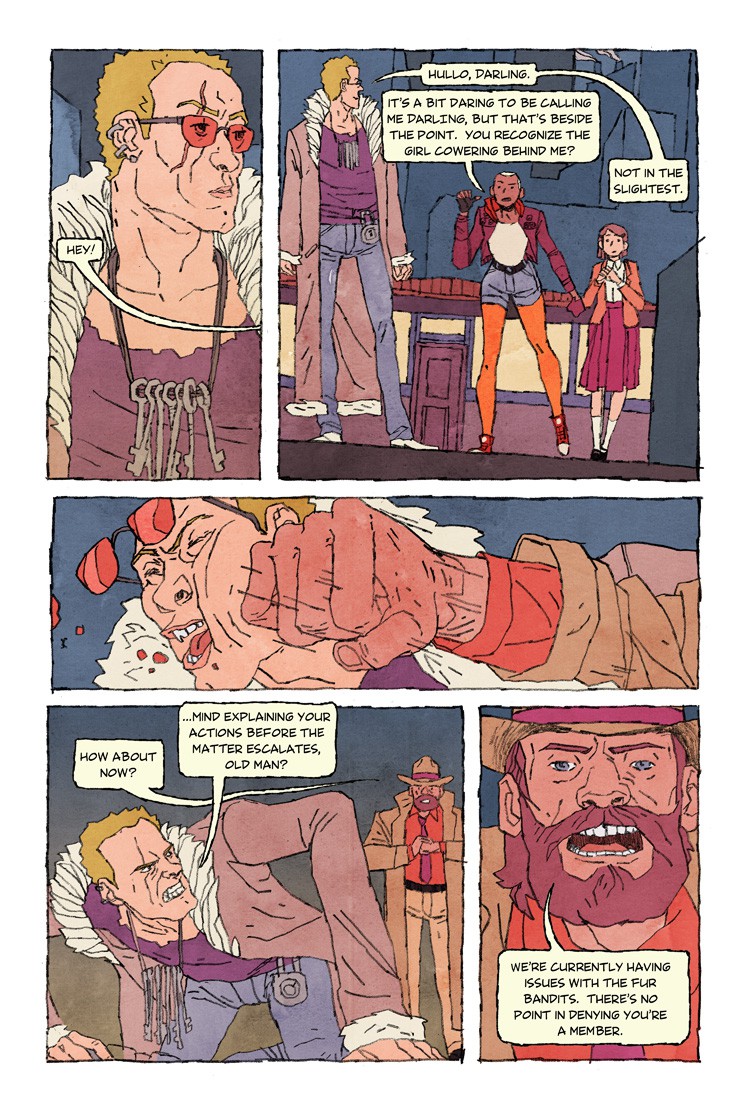 HEY!
HULLO, DARLING.
IT'S A BIT DARING TO BE CALLING
ME DARLING, BUT THAT'S BESIDE
THE POINT. YOU RECOGNIZE THE
GIRL COWERING BEHIND ME?
NOT IN THE
SLIGHTEST.
HOW ABOUT
NOW?
...MIND EXPLAINING YOUR
ACTIONS BEFORE THE
MATTER ESCALATES,
OLD MAN?
WE'RE CURRENTLY HAVING
ISSUES WITH THE FUR
BANDITS. THERE'S NO
POINT IN DENYING YOU'RE
A MEMBER.